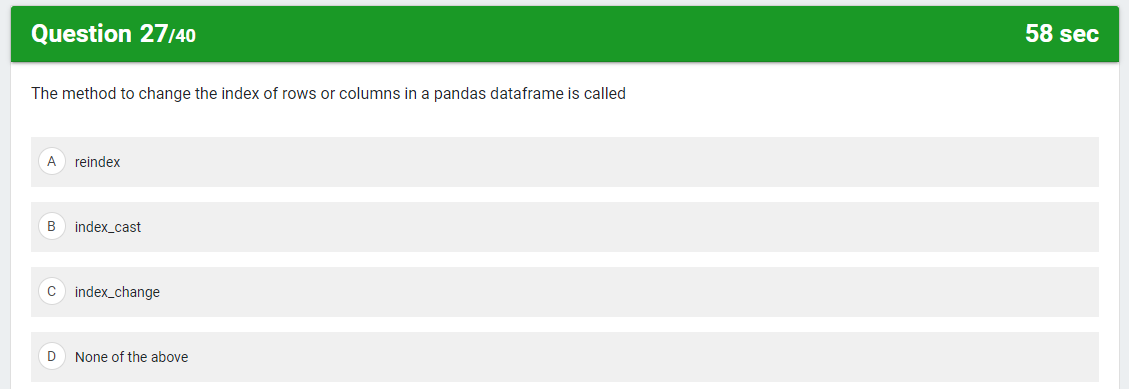 Question 27/40 58 sec
The method to change the index of rows or columns in a pandas dataframe is called
A reindex
B index_cast
C index_change
D None of the above